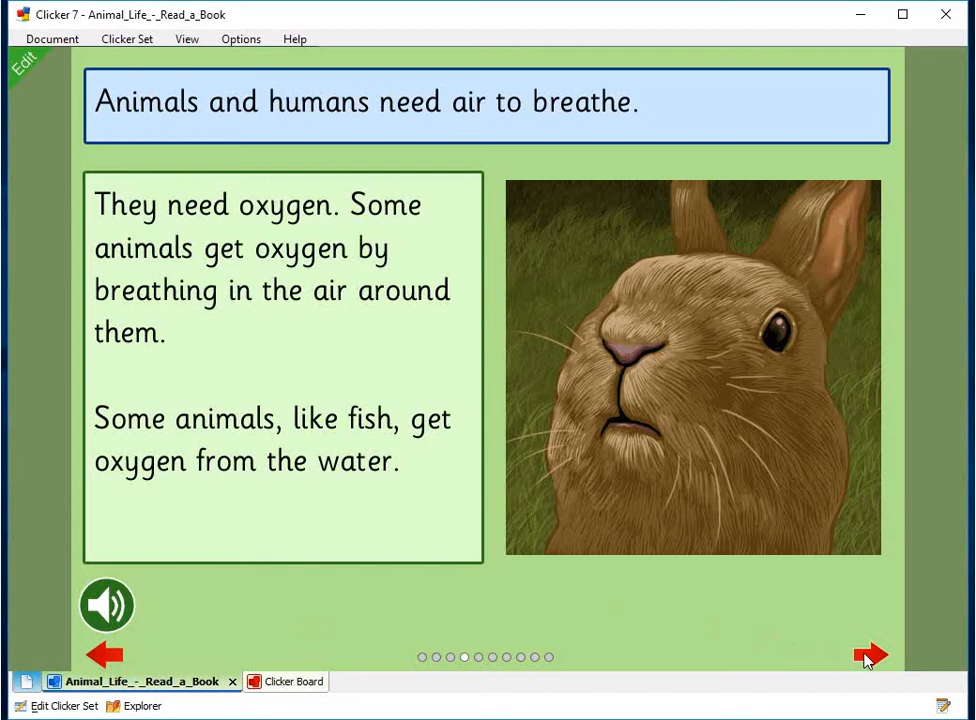 Clicker 7 - Animal_Life_-_Read_a_Book
Document Clicker Set View Options Help
Edit
Animals and humans need air to breathe.
They need oxygen. Some
animals get oxygen by
breathing in the air around
them.
Some animals, like fish, get
oxygen from the water.
Animal_Life_-_Read_a_Book Clicker Board
Edit Clicker Set Explorer